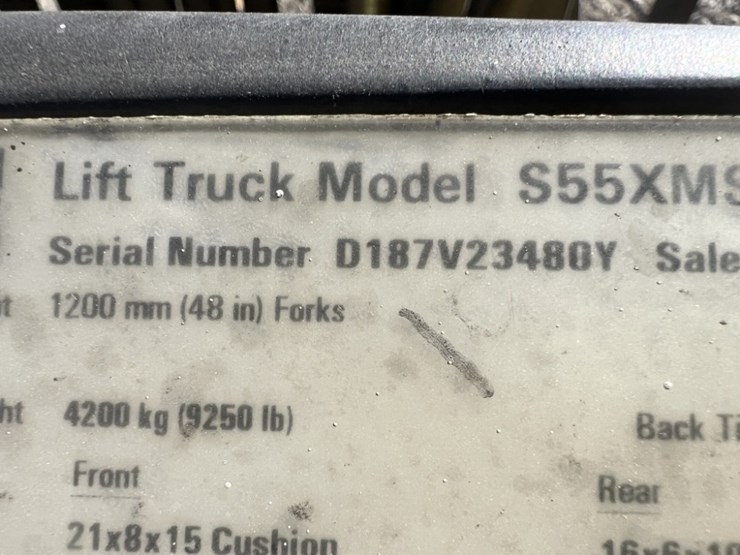 Lift Truck Model S55XMS
Serial Number D187V23480Y Sale
1200 mm (48 in) Forks
4200 kg (9250 lb)
Back Ti
Front
Rear
21x8x15 Cushion